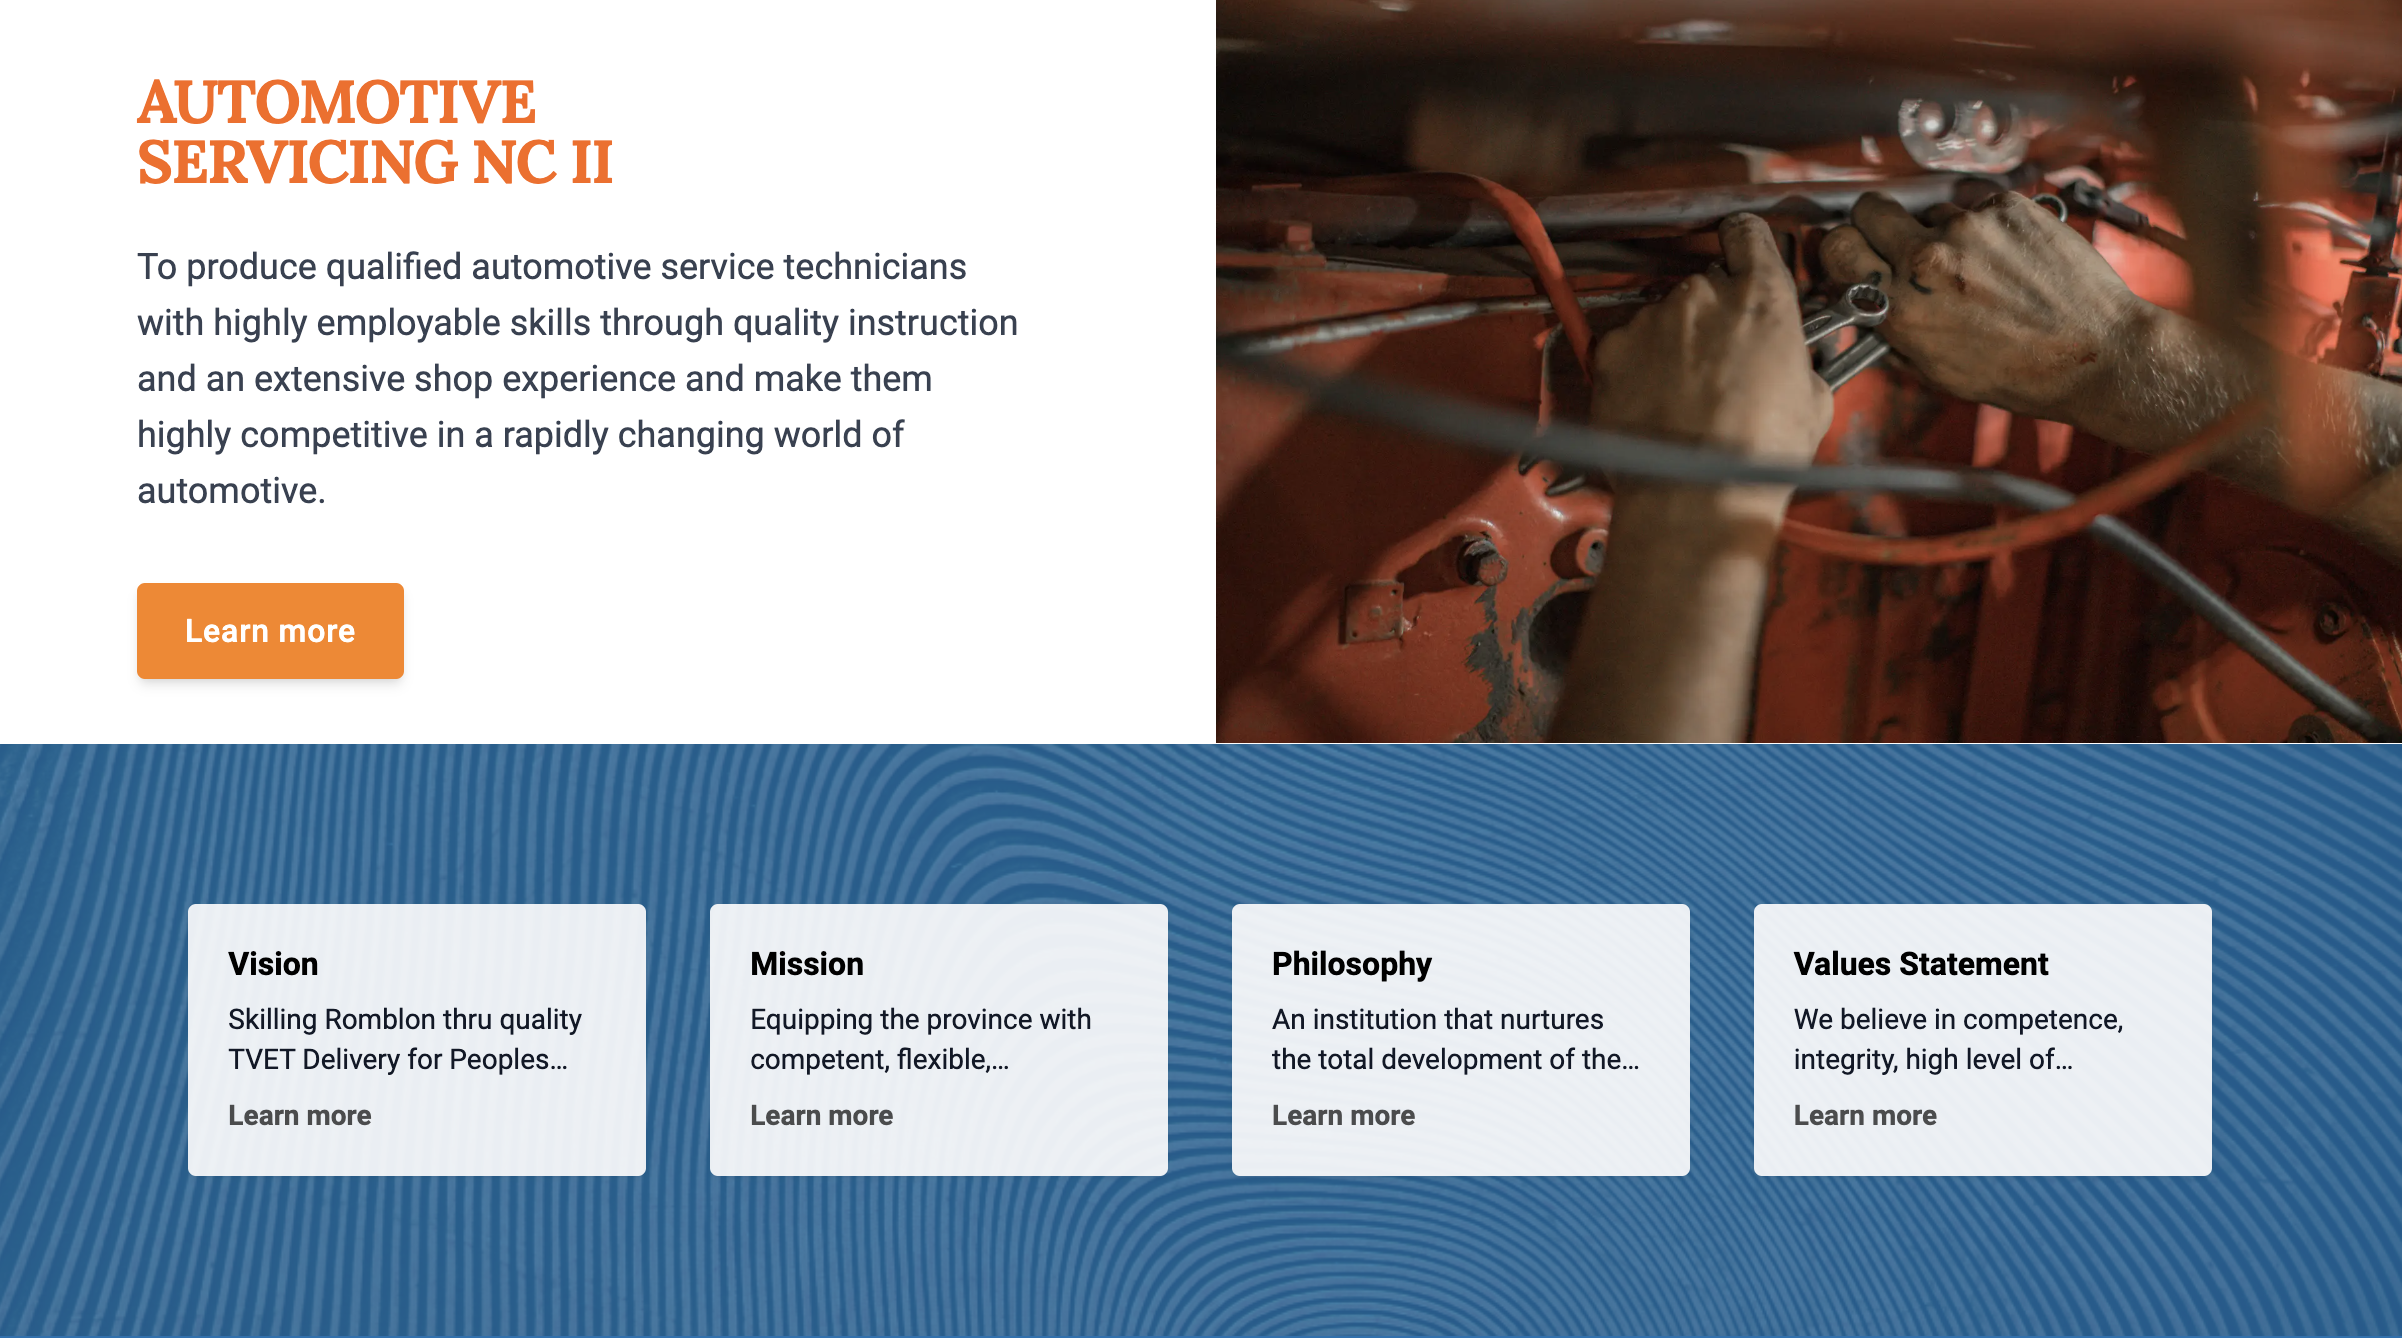 AUTOMOTIVE
SERVICING NC II
To produce qualified automotive service technicians
with highly employable skills through quality instruction
and an extensive shop experience and make them
highly competitive in a rapidly changing world of
automotive.
Learn more
Vision
Skilling Romblon thru quality
TVET Delivery for Peoples...
Learn more
Mission
Equipping the province with
competent, flexible,...
Learn more
Philosophy
An institution that nurtures
the total development of the...
Learn more
Values Statement
We believe in competence,
integrity, high level of...
Learn more